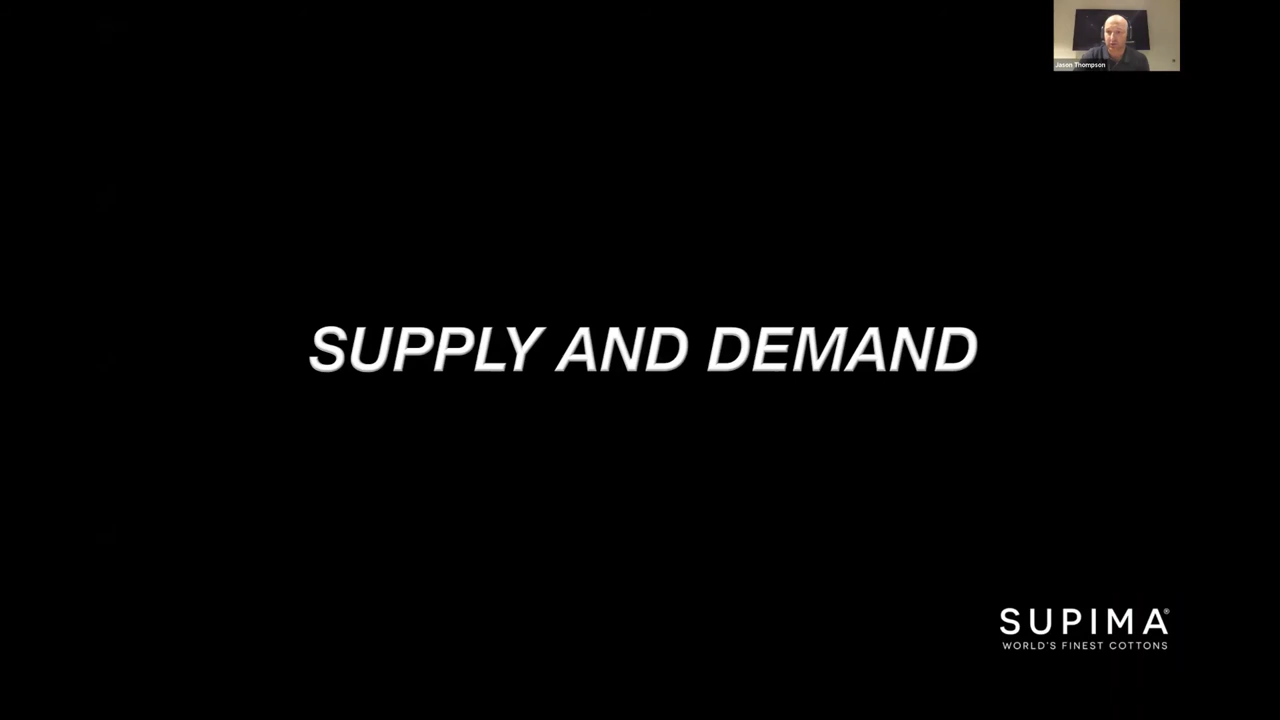 Jason Thompson
SUPPLY AND DEMAND
SUPIMA®
WORLD'S FINEST COTTONS